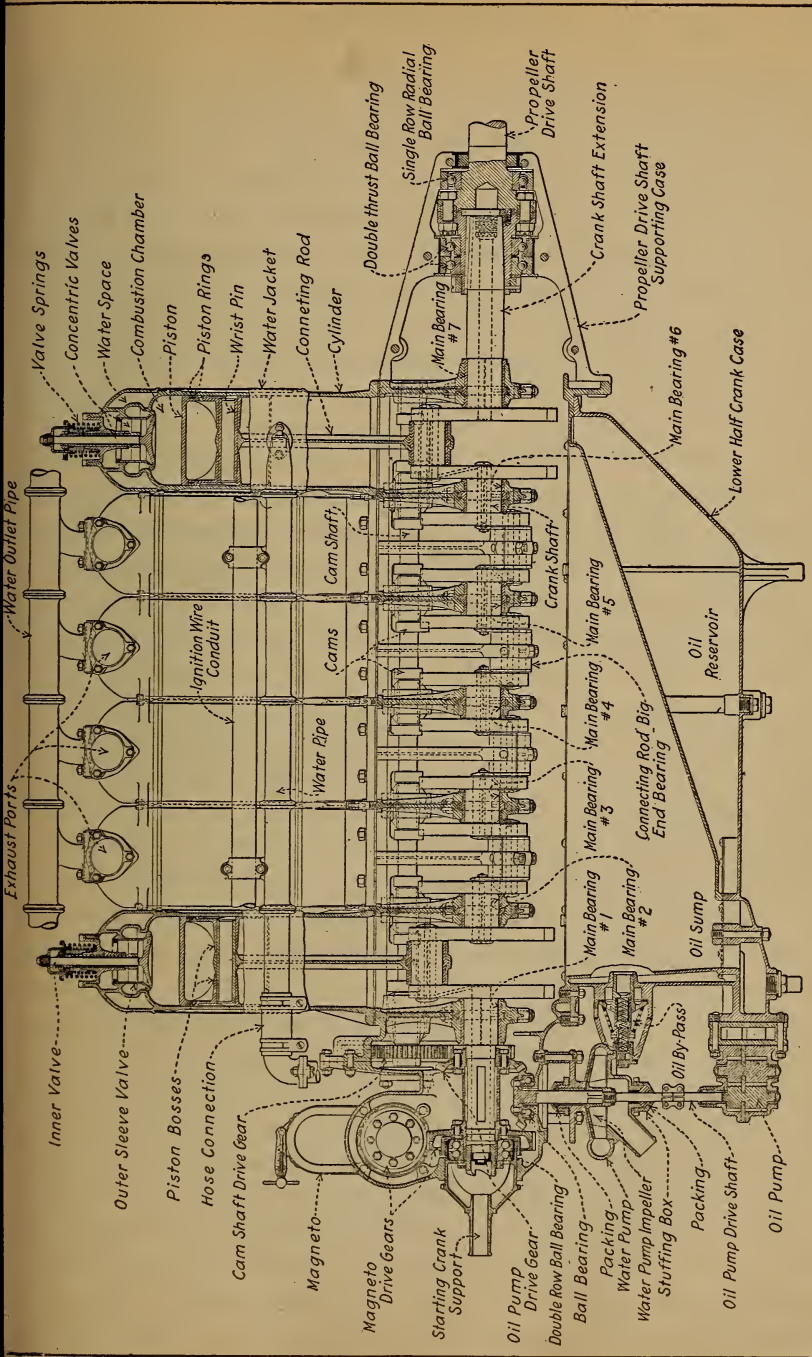 Exhaust Ports
Water Outlet Pipe
Valve Springs
Concentric Valves
Water Space
Combustion Chamber
Piston
Piston Rings
Wrist Pin
Water Jacket
Conneting Rod
Cylinder
Main Bearing
#7
Double thrust Ball Bearing
Single Row Radial
Ball Bearing
Propeller
Drive Shaft
Crank Shaft Extension
Propeller Drive Shaft
Supporting Case
Main Bearing #6
Lower Half Crank Case
Inner Valve
Outer Sleeve Valve
Piston Bosses
Hose Connection
Cam Shaft Drive Gear
Magneto
Magneto
Drive Gears
Starting Crank
Support
Oil Pump
Drive Gear
Double Row Ball Bearing
Ball Bearing
Packing
Water Pump
Water Pump Impeller
Stuffing Box
Packing
Oil Pump Drive Shaft
Oil Pump
Ignition Wire
Conduit
Water Pipe
Cam Shaft
Cams
Crank Shaft
Main Bearing
#1
Main Bearing
#2
Main Bearing
#3
Main Bearing
#4
Main Bearing
#5
Connecting Rod Big
End Bearing
Oil By-Pass
Oil Sump
Oil
Reservoir